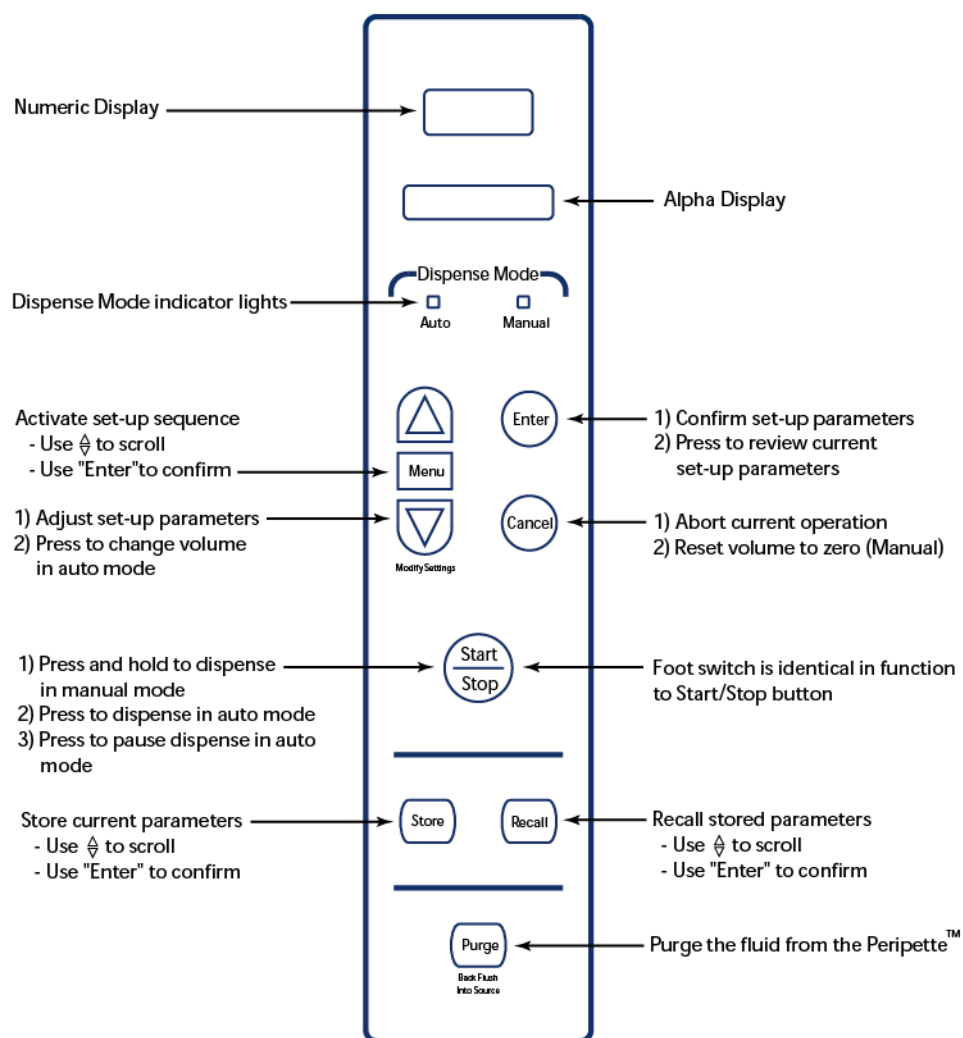 Numeric Display
Alpha Display
Dispense Mode
Dispense Mode indicator lights
Auto
Manual
Activate set-up sequence
- Use △▽ to scroll
- Use "Enter"to confirm
Menu
Enter
1) Confirm set-up parameters
2) Press to review current
set-up parameters
1) Adjust set-up parameters
2) Press to change volume
in auto mode
Modify Settings
Cancel
1) Abort current operation
2) Reset volume to zero (Manual)
1) Press and hold to dispense
in manual mode
2) Press to dispense in auto mode
3) Press to pause dispense in auto
mode
Start
Stop
Foot switch is identical in function
to Start/Stop button
Store current parameters
- Use △▽ to scroll
- Use "Enter" to confirm
Store
Recall
Recall stored parameters
- Use △▽ to scroll
- Use "Enter" to confirm
Purge
Back Flush
Into Source
Purge the fluid from the Peripette™